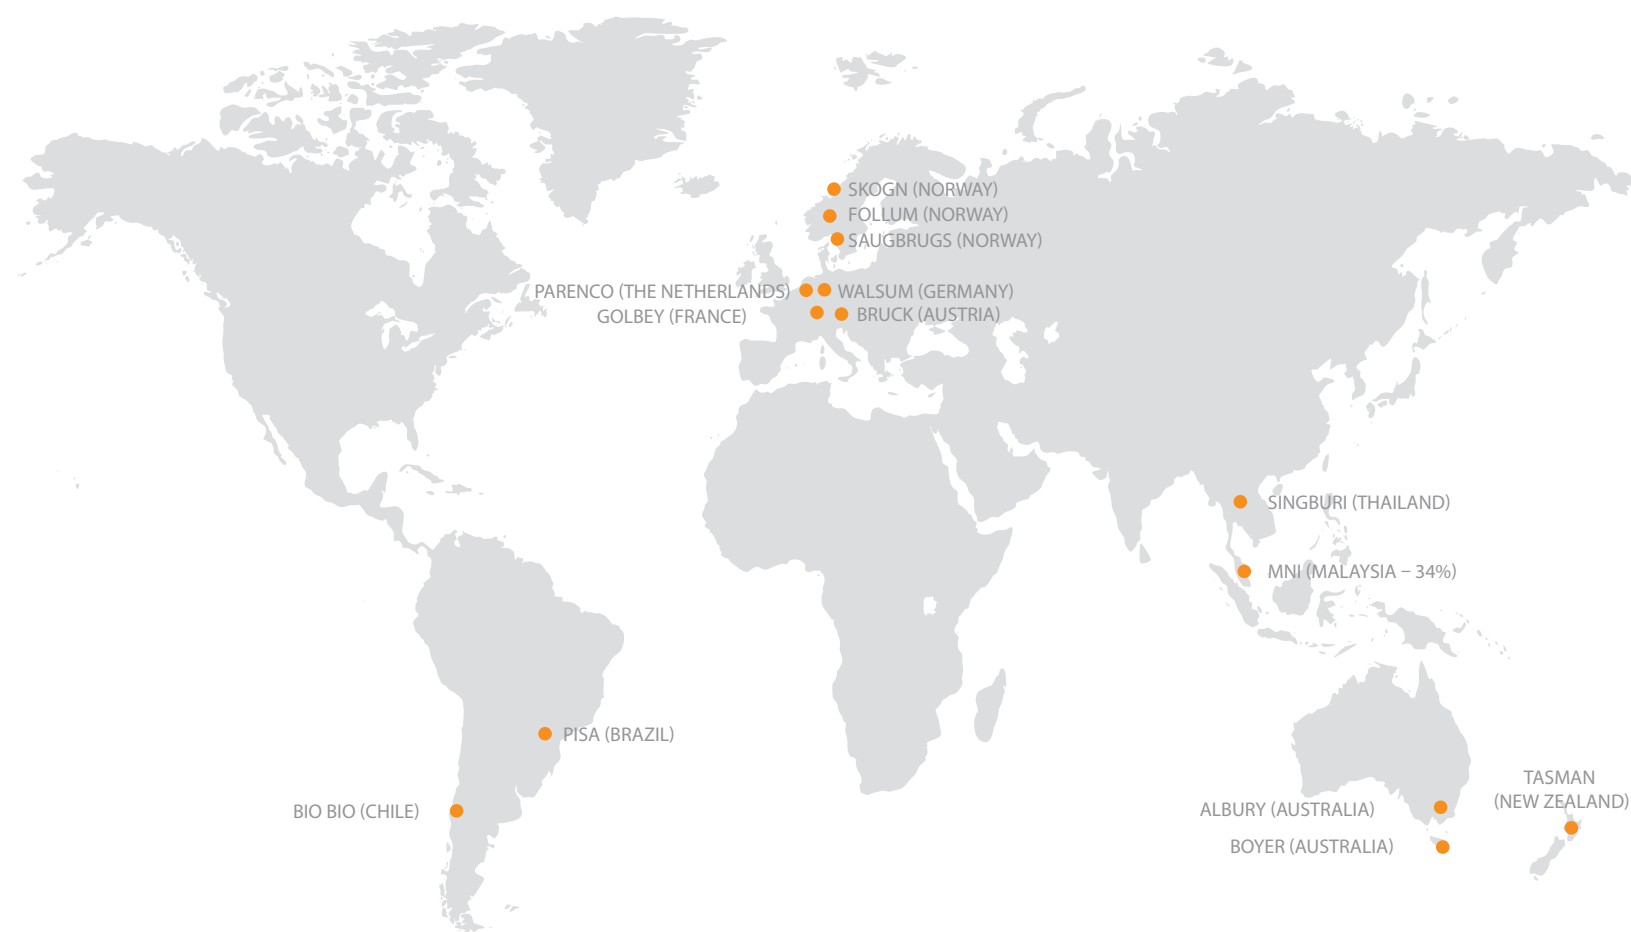 SKOGN (NORWAY)
FOLLUM (NORWAY)
SAUGBRUGS (NORWAY)
PARENCO (THE NETHERLANDS)
WALSUM (GERMANY)
GOLBEY (FRANCE)
BRUCK (AUSTRIA)
SINGBURI (THAILAND)
MNI (MALAYSIA – 34%)
PISA (BRAZIL)
BIO BIO (CHILE)
TASMAN
(NEW ZEALAND)
ALBURY (AUSTRALIA)
BOYER (AUSTRALIA)